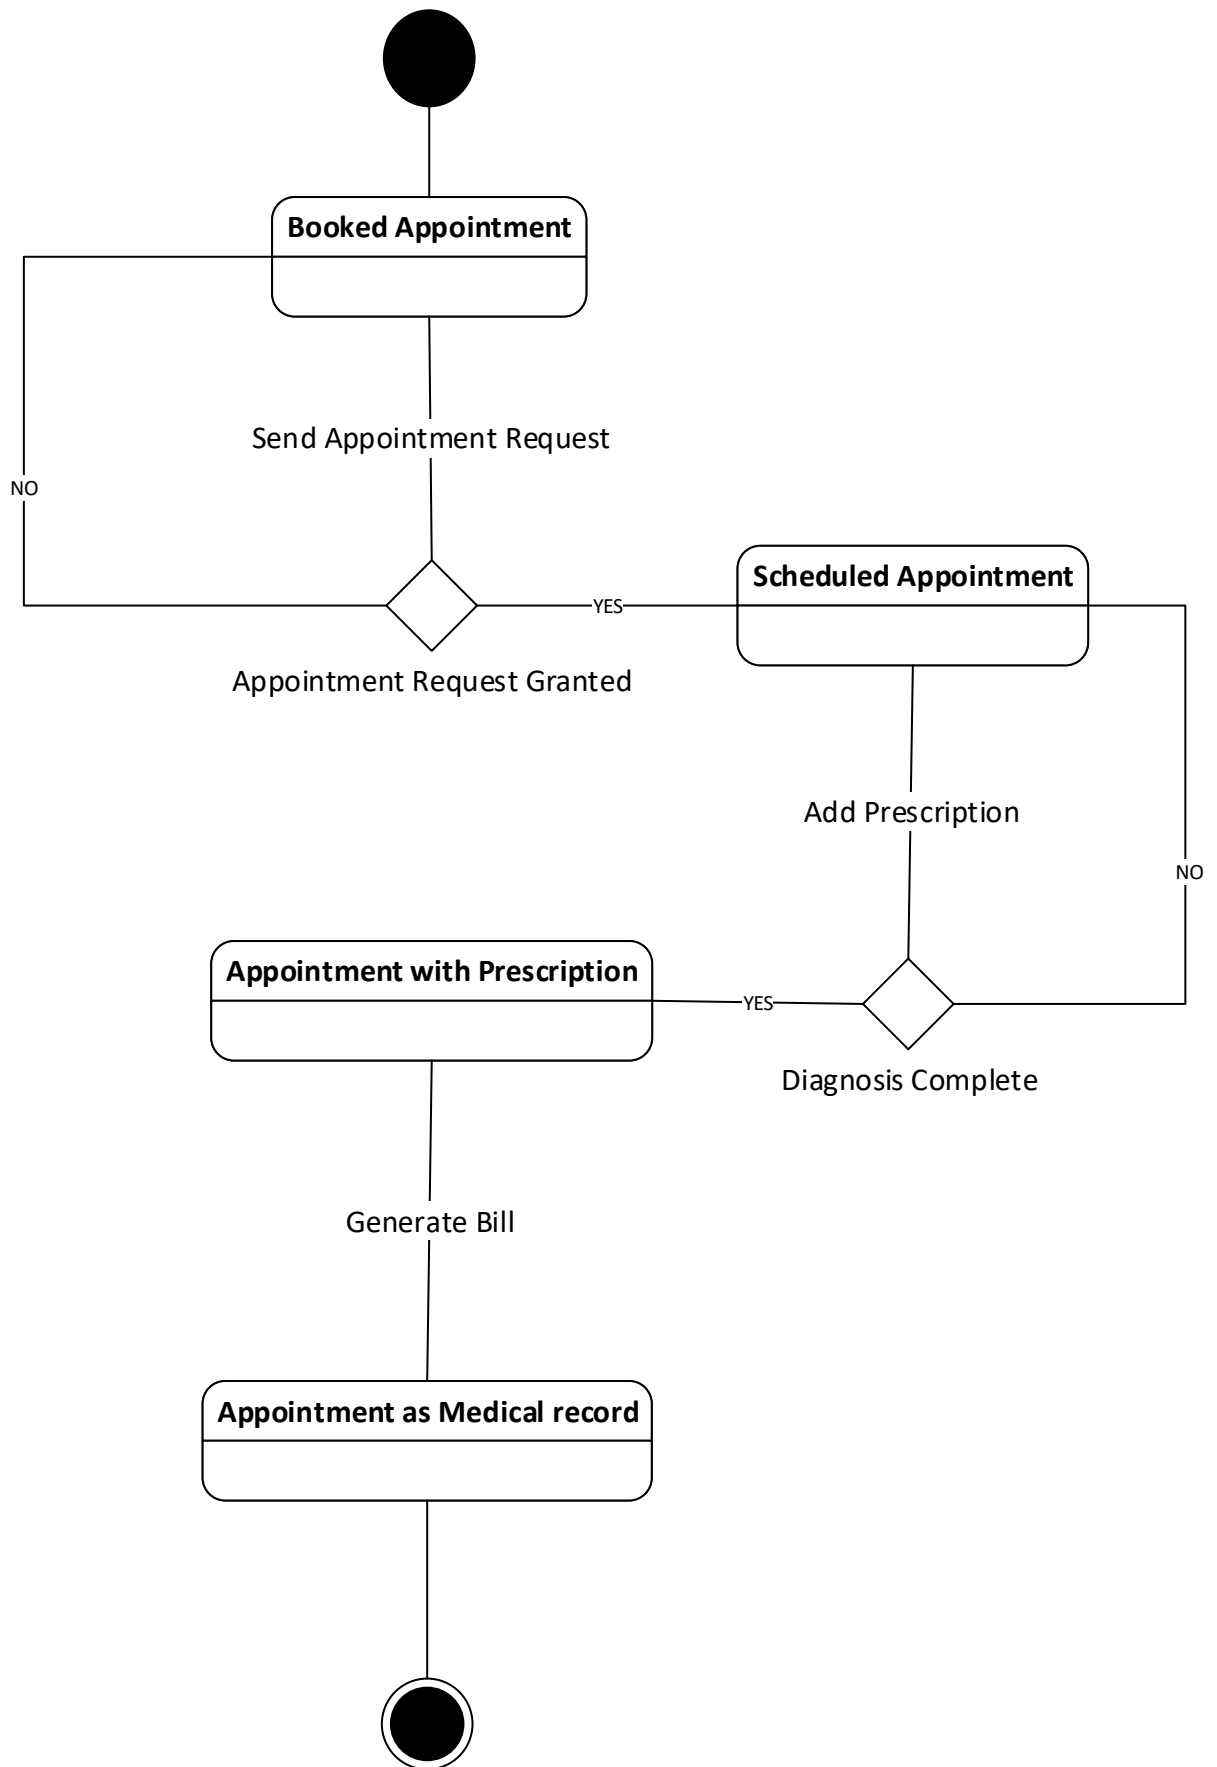 Booked Appointment
Send Appointment Request
NO
YES
Appointment Request Granted
Scheduled Appointment
Add Prescription
NO
YES
Diagnosis Complete
Appointment with Prescription
Generate Bill
Appointment as Medical record